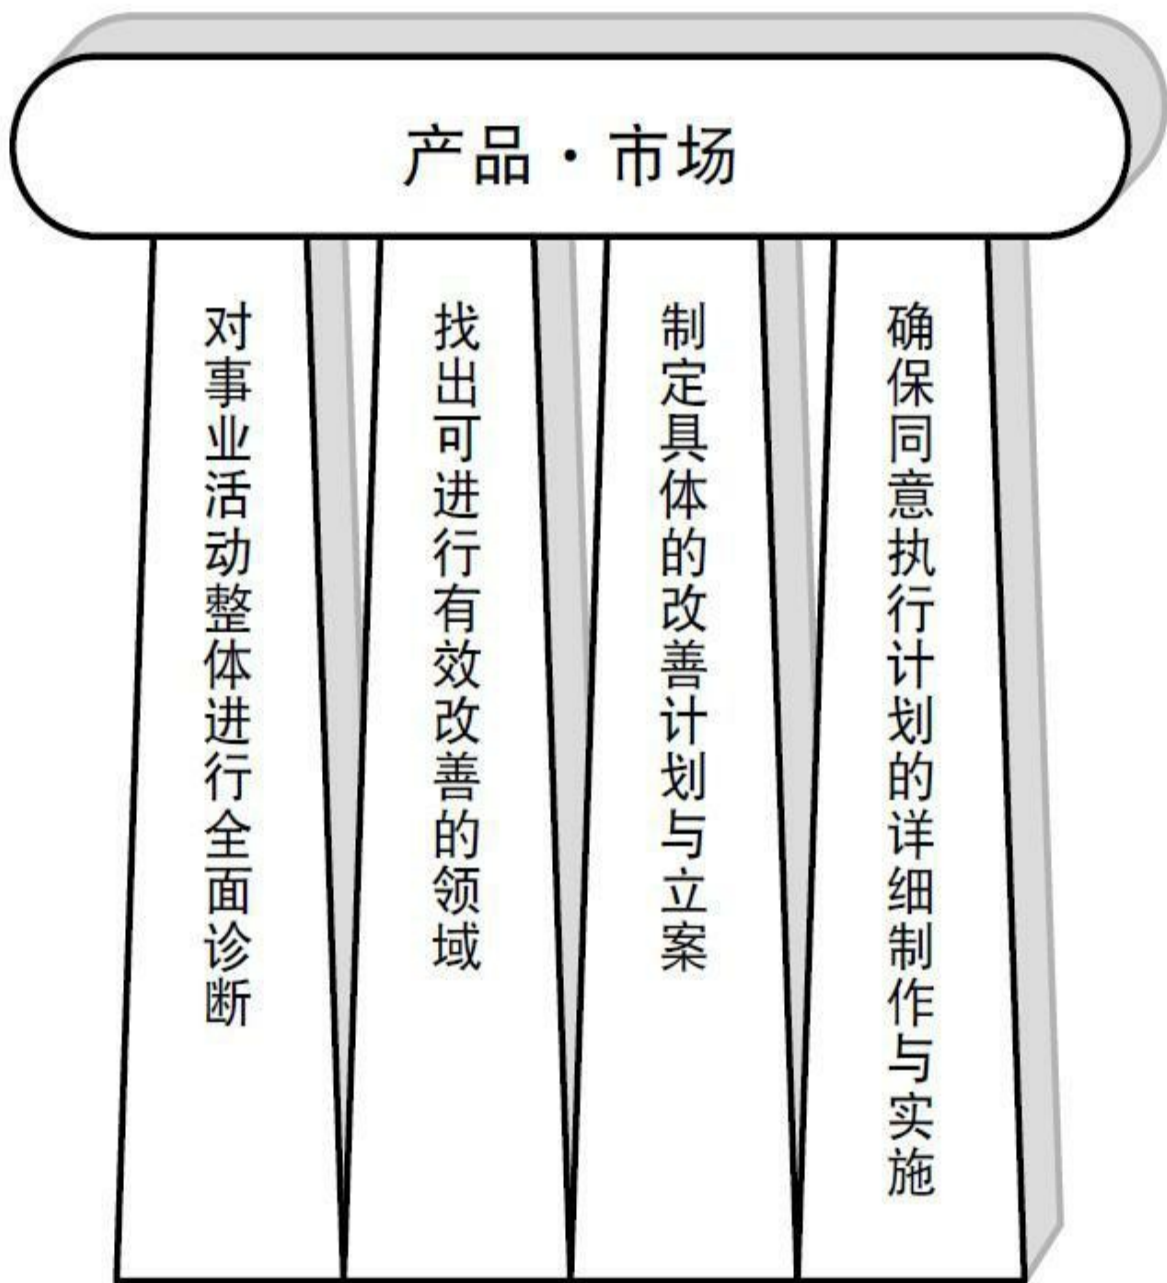 产品·市场
对事业活动整体进行全面诊断
找出可进行有效改善的领域
制定具体的改善计划与立案
确保同意执行计划的详细制作与实施